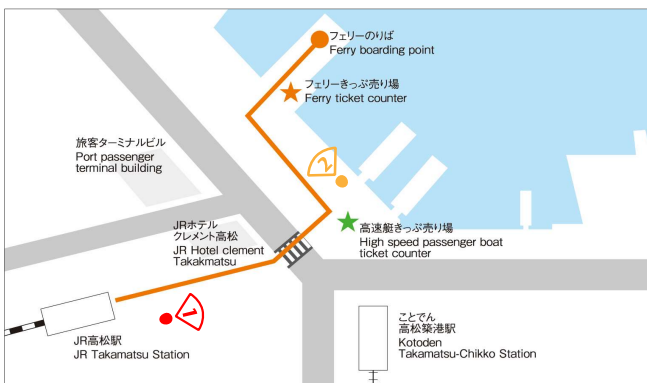 フェリーのりば
Ferry boarding point
フェリーきっぷ売り場
Ferry ticket counter
旅客ターミナルビル
Port passenger
terminal building
2
JRホテル
クレメント高松
JR Hotel clement
Takakmatsu
高速艇きっぷ売り場
High speed passenger boat
ticket counter
1
JR高松駅
JR Takamatsu Station
ことでん
高松築港駅
Kotoden
Takamatsu-Chikko Station